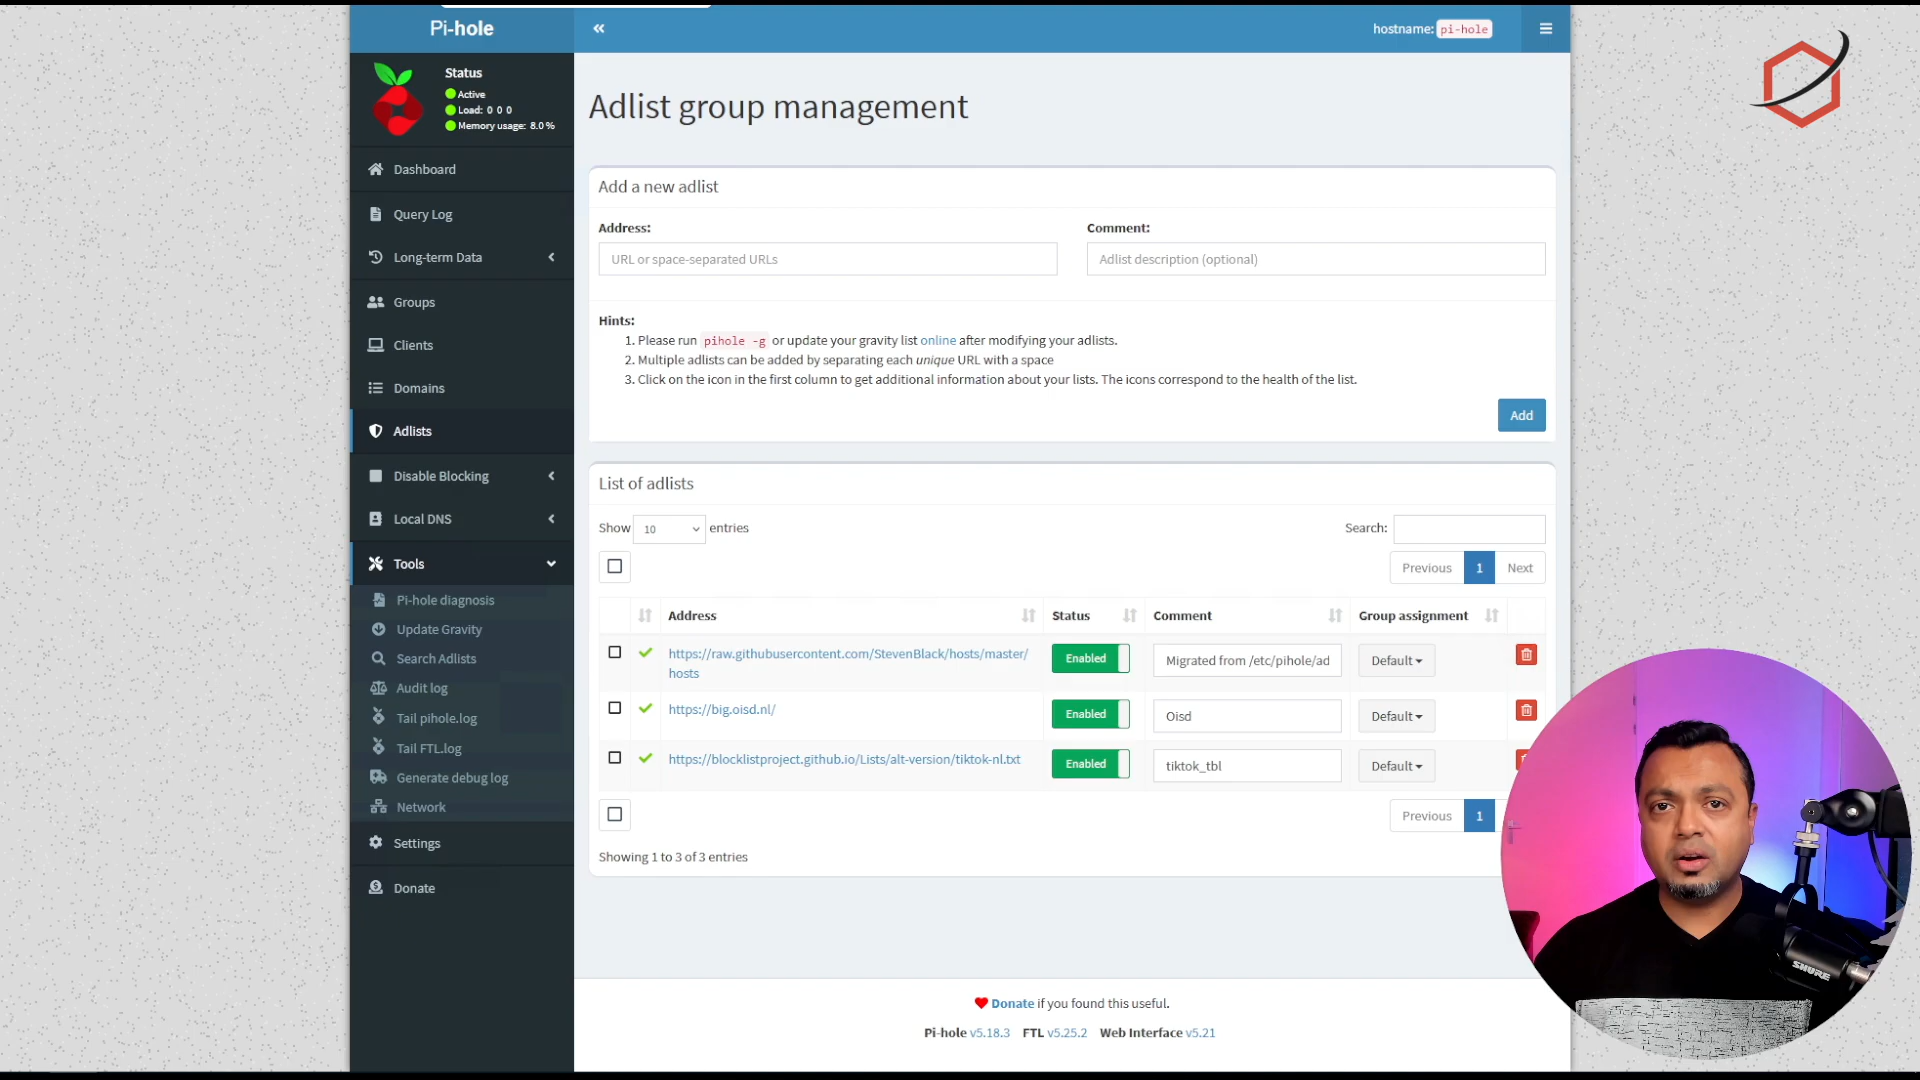 Pi-hole
hostname: pi-hole
Status
Active
Load: 0 0 0
Memory usage: 8.0 %
Dashboard
Query Log
Long-term Data
Groups
Clients
Domains
Adlists
Disable Blocking
Local DNS
Tools
Pi-hole diagnosis
Update Gravity
Search Adlists
Audit log
Tail pihole.log
Tail FTL.log
Generate debug log
Network
Settings
Donate
Adlist group management
Add a new adlist
Address:
Comment:
URL or space-separated URLs
Adlist description (optional)
Hints:
1. Please run pihole -g or update your gravity list online after modifying your adlists.
2. Multiple adlists can be added by separating each unique URL with a space
3. Click on the icon in the first column to get additional information about your lists. The icons correspond to the health of the list.
Add
List of adlists
Show 10 entries
Search:
Previous 1 Next
Address Status Comment Group assignment
https://raw.githubusercontent.com/StevenBlack/hosts/master/
hosts
Enabled
Migrated from /etc/pihole/ad
Default
https://big.oisd.nl/
Enabled
Oisd
Default
https://blocklistproject.github.io/Lists/alt-version/tiktok-nl.txt
Enabled
tiktok_tbl
Default
Previous 1
Showing 1 to 3 of 3 entries
Donate if you found this useful.
Pi-hole v5.18.3 FTL v5.25.2 Web Interface v5.21
SHURE